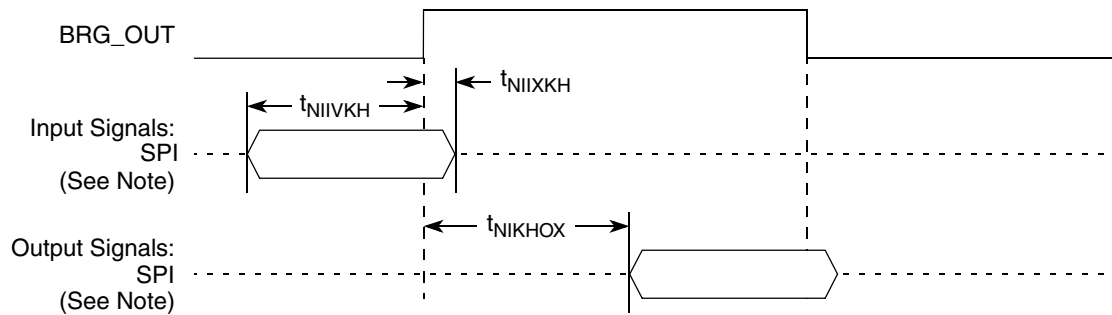 BRG_OUT
tNIIXKH
tNIIVKH
Input Signals:
SPI
(See Note)
tNIKHOX
Output Signals:
SPI
(See Note)